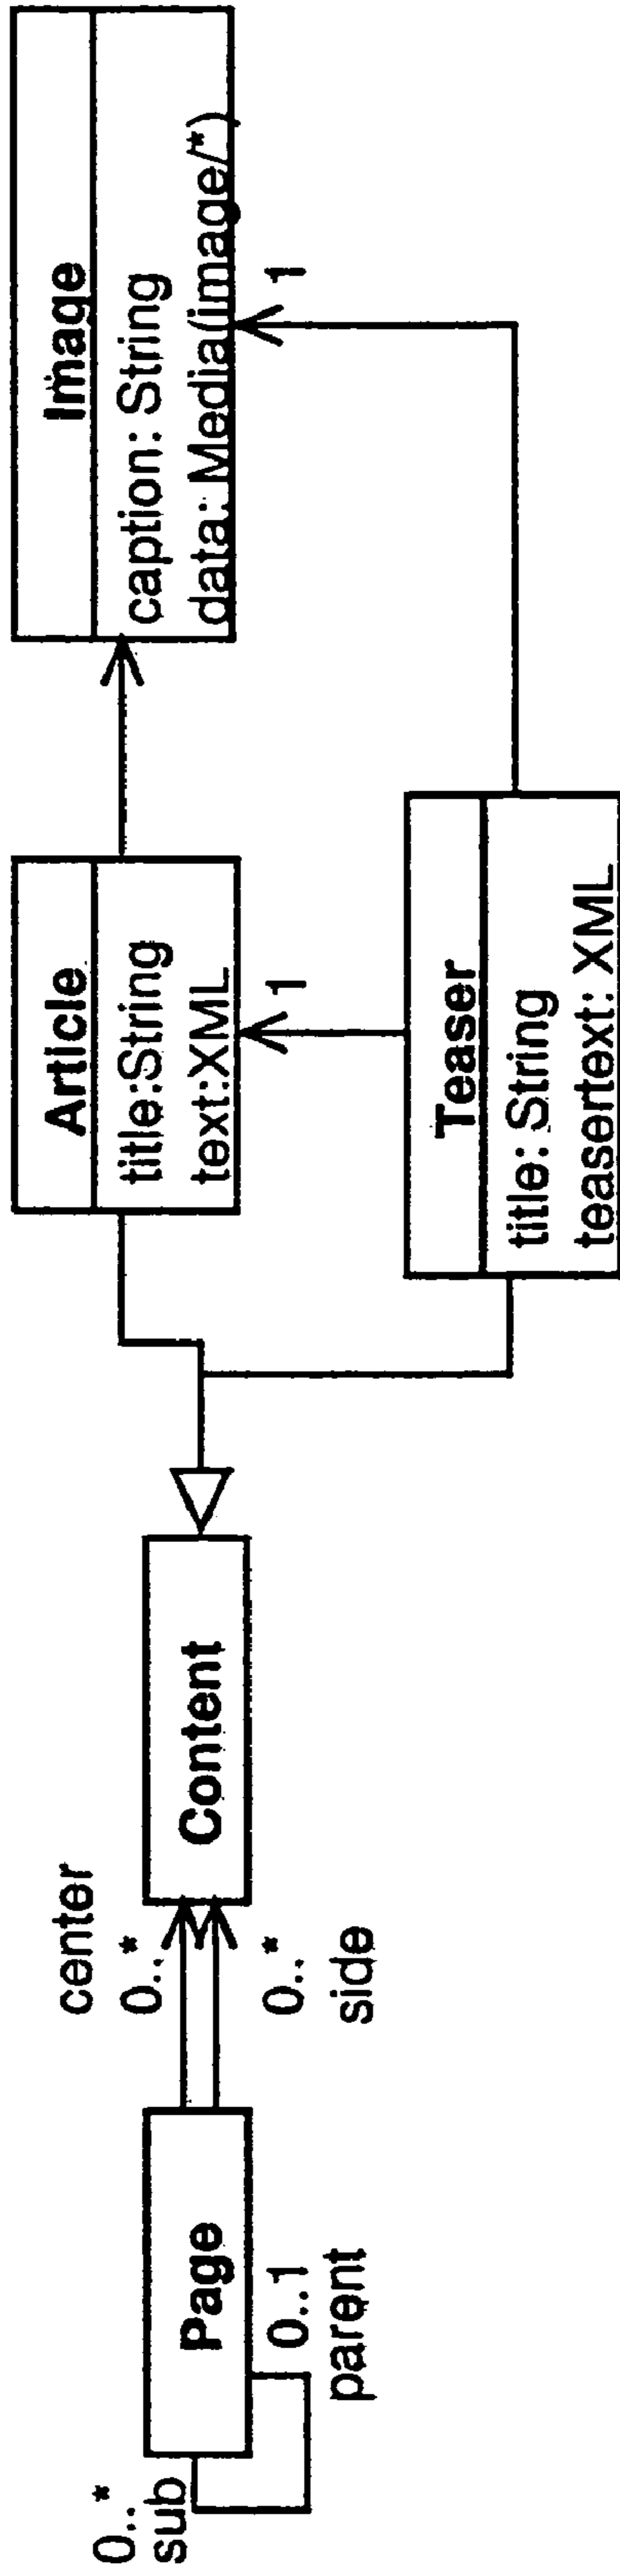 0..*
sub
Page
0..1
parent
center
0..*
0..*
side
Content
Article
title:String
text:XML
1
Teaser
title: String
teasertext: XML
Image
caption: String
data: Media(image/*)
1